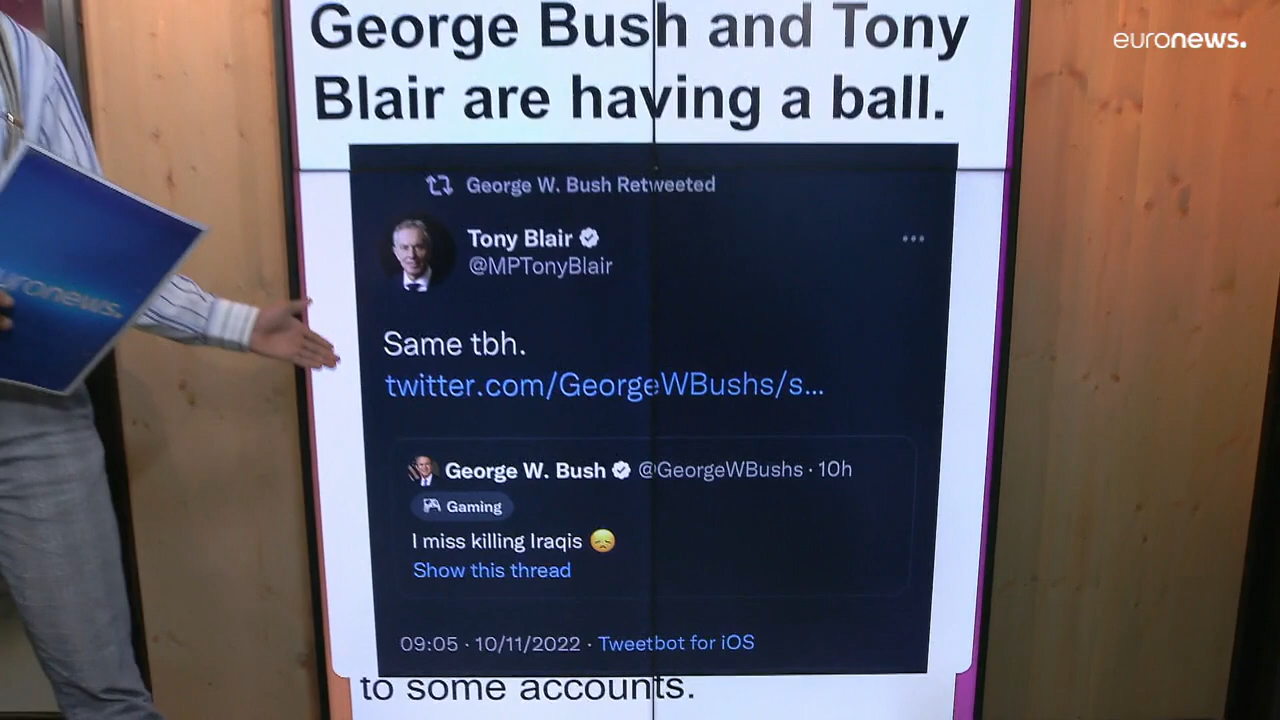 George Bush and Tony
Blair are having a ball.
euronews.
George W. Bush Retweeted
Tony Blair
@MPTonyBlair
Same tbh.
twitter.com/GeorgeWBushs/s...
George W. Bush @GeorgeWBushs · 10h
Gaming
I miss killing Iraqis 😞
Show this thread
09:05 · 10/11/2022 · Tweetbot for iOS
to some accounts.
euronews.